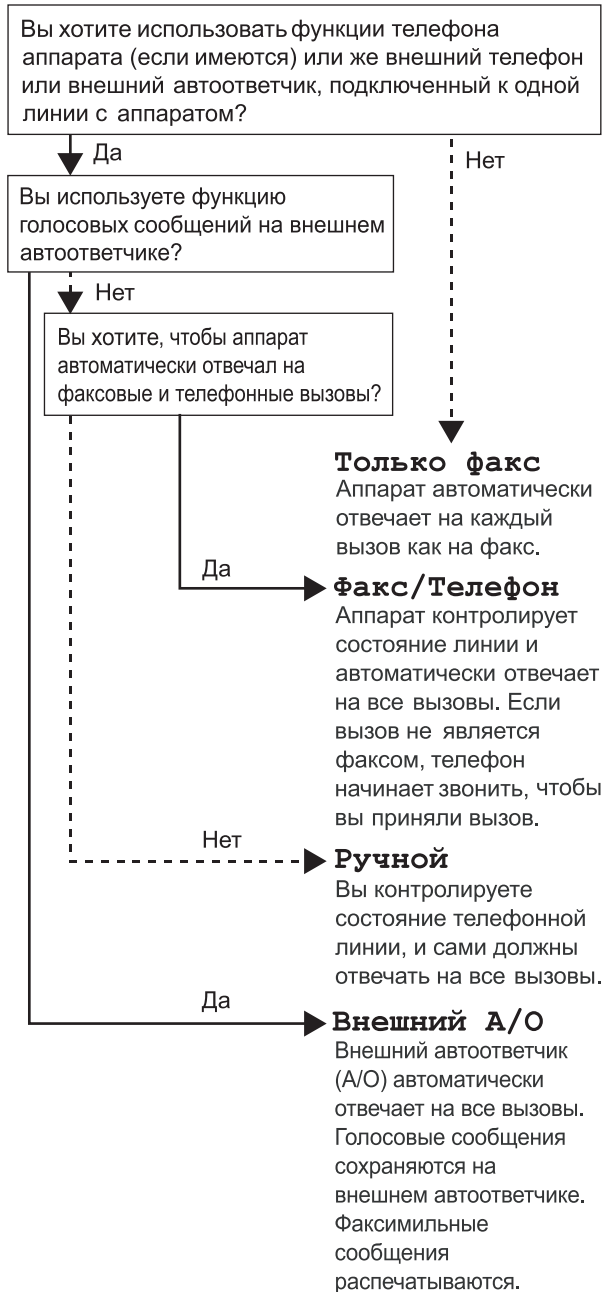 Вы хотите использовать функции телефона
аппарата (если имеются) или же внешний телефон
или внешний автоответчик, подключенный к одной
линии с аппаратом?
Да
Нет
Вы используете функцию
голосовых сообщений на внешнем
автоответчике?
Нет
Вы хотите, чтобы аппарат
автоматически отвечал на
факсовые и телефонные вызовы?
Только факс
Аппарат автоматически
отвечает на каждый
вызов как на факс.
Да
Факс/Телефон
Аппарат контролирует
состояние линии и
автоматически отвечает
на все вызовы. Если
вызов не является
факсом, телефон
начинает звонить, чтобы
вы приняли вызов.
Нет
Ручной
Вы контролируете
состояние телефонной
линии, и сами должны
отвечать на все вызовы.
Да
Внешний А/О
Внешний автоответчик
(А/О) автоматически
отвечает на все вызовы.
Голосовые сообщения
сохраняются на
внешнем автоответчике.
Факсимильные
сообщения
распечатываются.